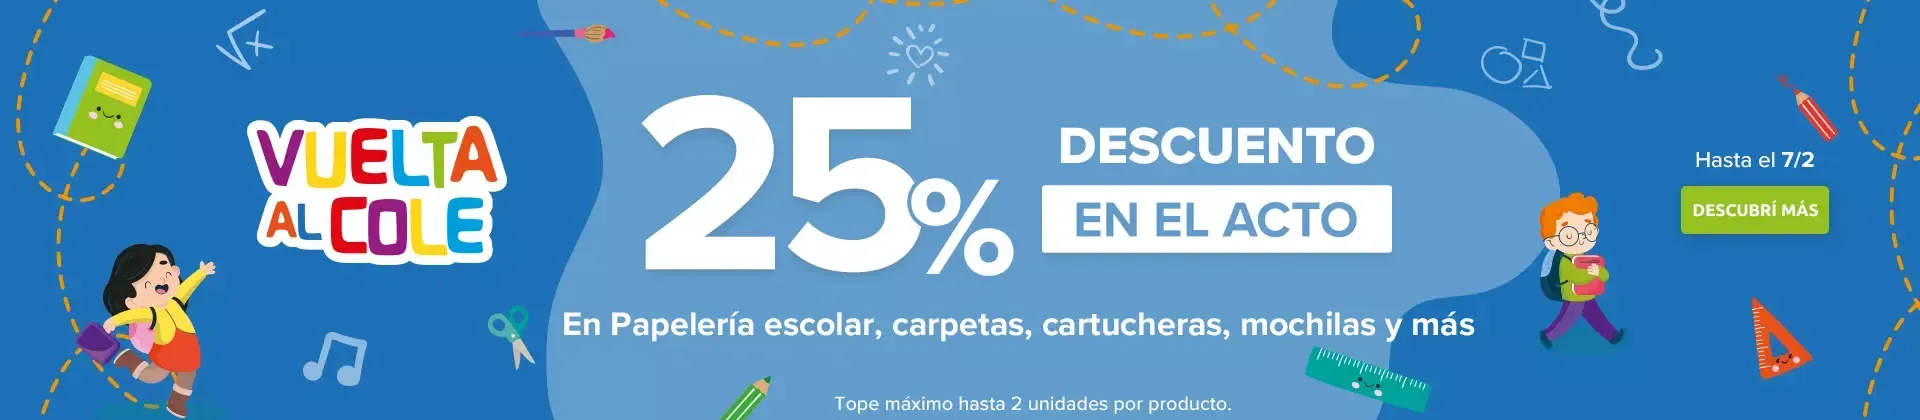 VUELTA
AL COLE
25%
DESCUENTO
EN EL ACTO
En Papelería escolar, carpetas, cartucheras, mochilas y más
Tope máximo hasta 2 unidades por producto.
Hasta el 7/2
DESCUBRÍ MÁS